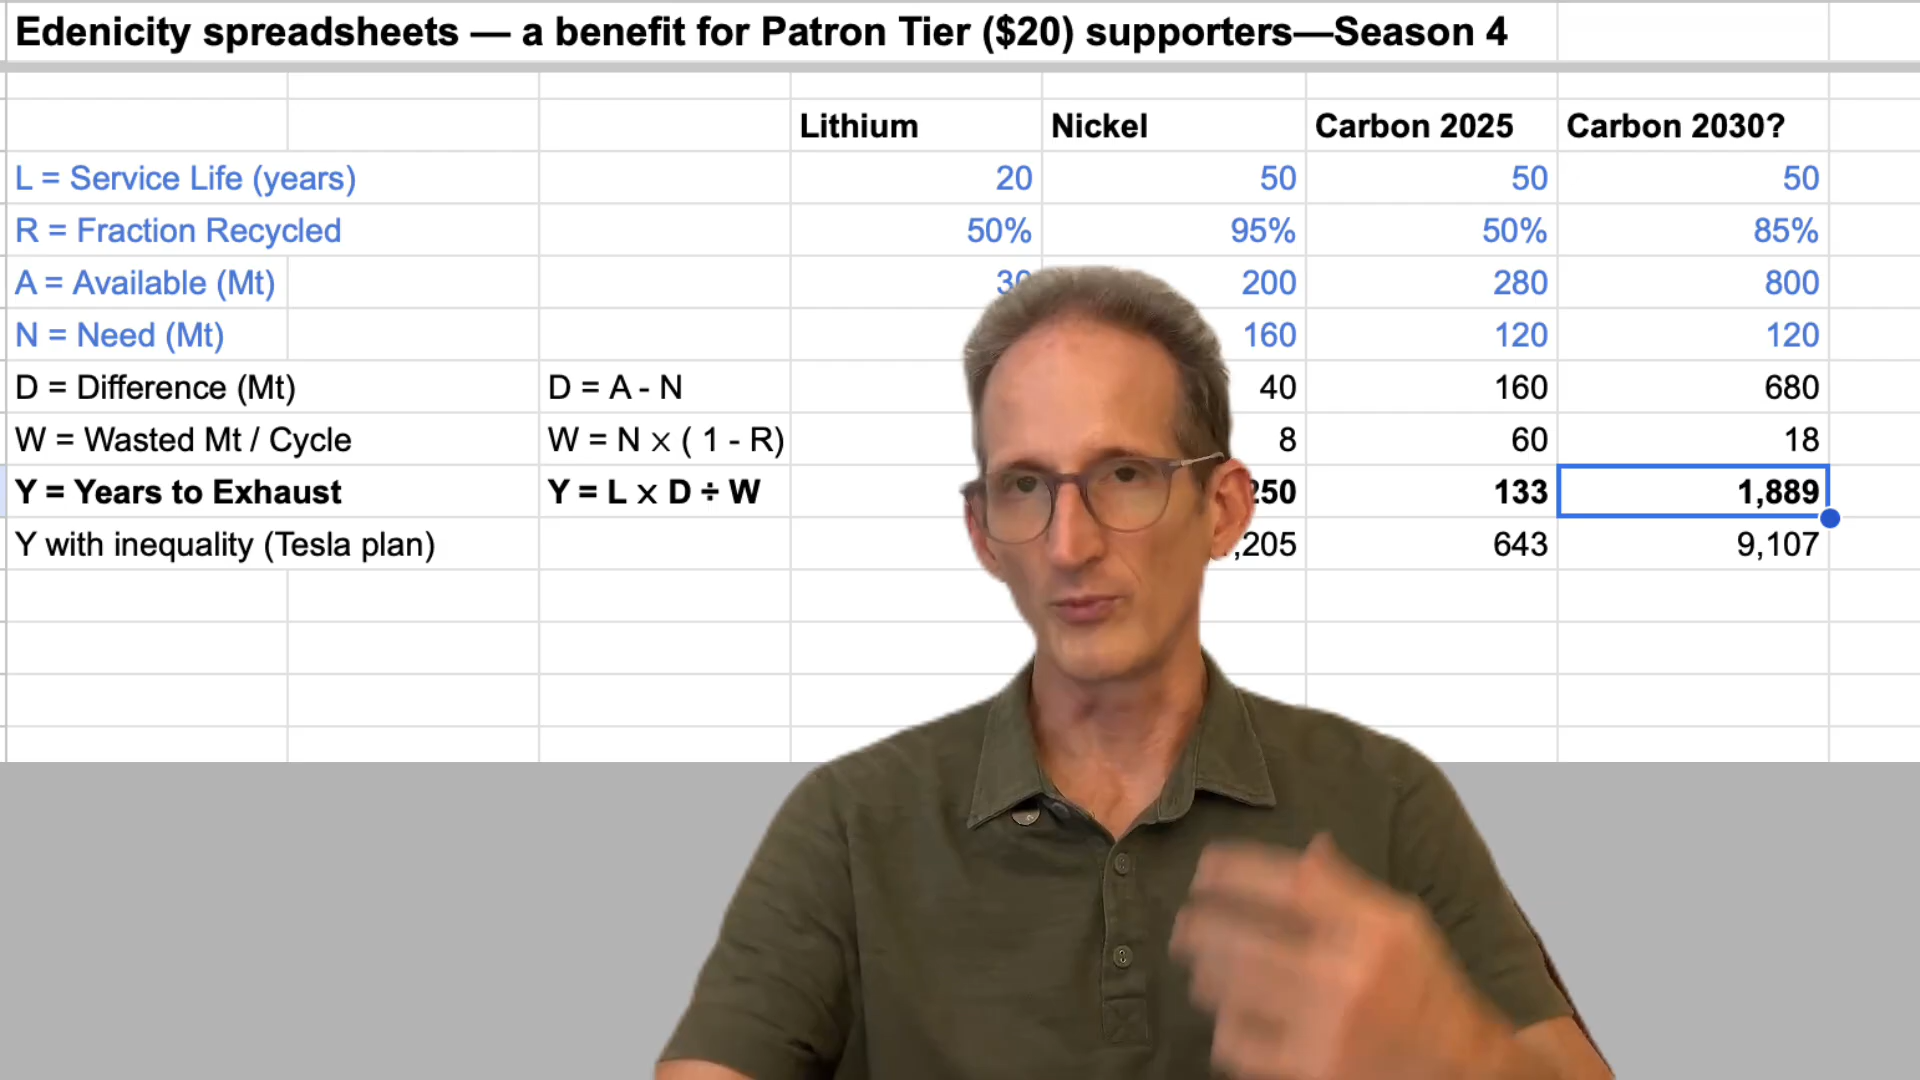 Edenicity spreadsheets — a benefit for Patron Tier ($20) supporters—Season 4
Lithium Nickel Carbon 2025 Carbon 2030?
L = Service Life (years) 20 50 50 50
R = Fraction Recycled 50% 95% 50% 85%
A = Available (Mt) 200 280 800
N = Need (Mt) 160 120 120
D = Difference (Mt) D = A - N 40 160 680
W = Wasted Mt / Cycle W = N x ( 1 - R) 8 60 18
Y = Years to Exhaust Y = L x D ÷ W 250 133 1,889
Y with inequality (Tesla plan) ,205 643 9,107